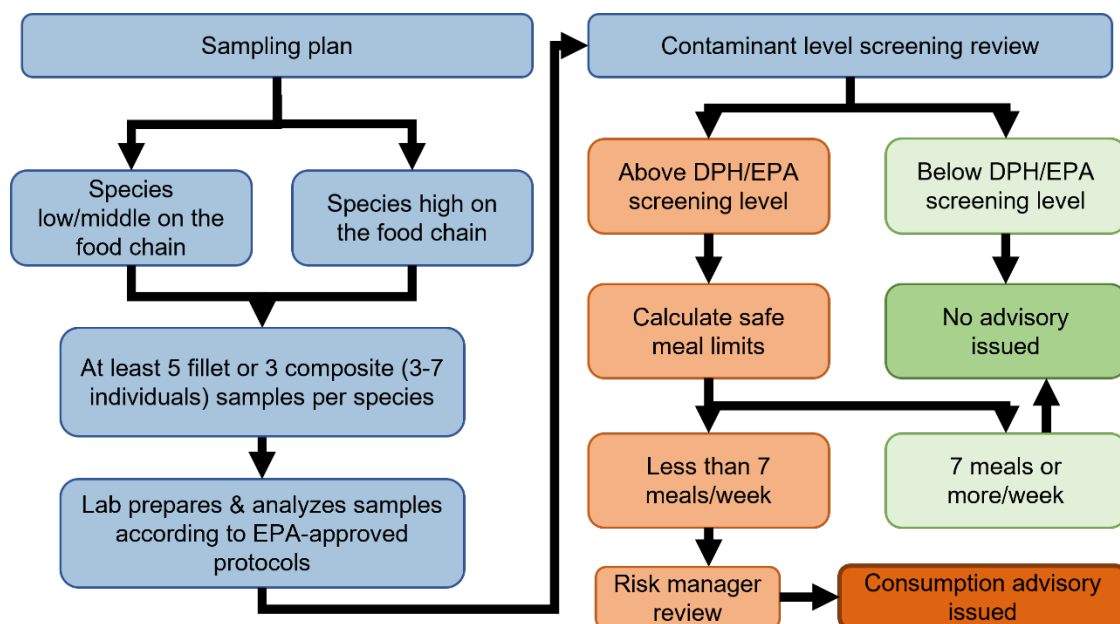 Sampling plan
Species
low/middle on the
food chain
Species high on
the food chain
At least 5 fillet or 3 composite (3-7
individuals) samples per species
Lab prepares & analyzes samples
according to EPA-approved
protocols
Contaminant level screening review
Above DPH/EPA
screening level
Below DPH/EPA
screening level
Calculate safe
meal limits
No advisory
issued
Less than 7
meals/week
7 meals or
more/week
Risk manager
review
Consumption advisory
issued